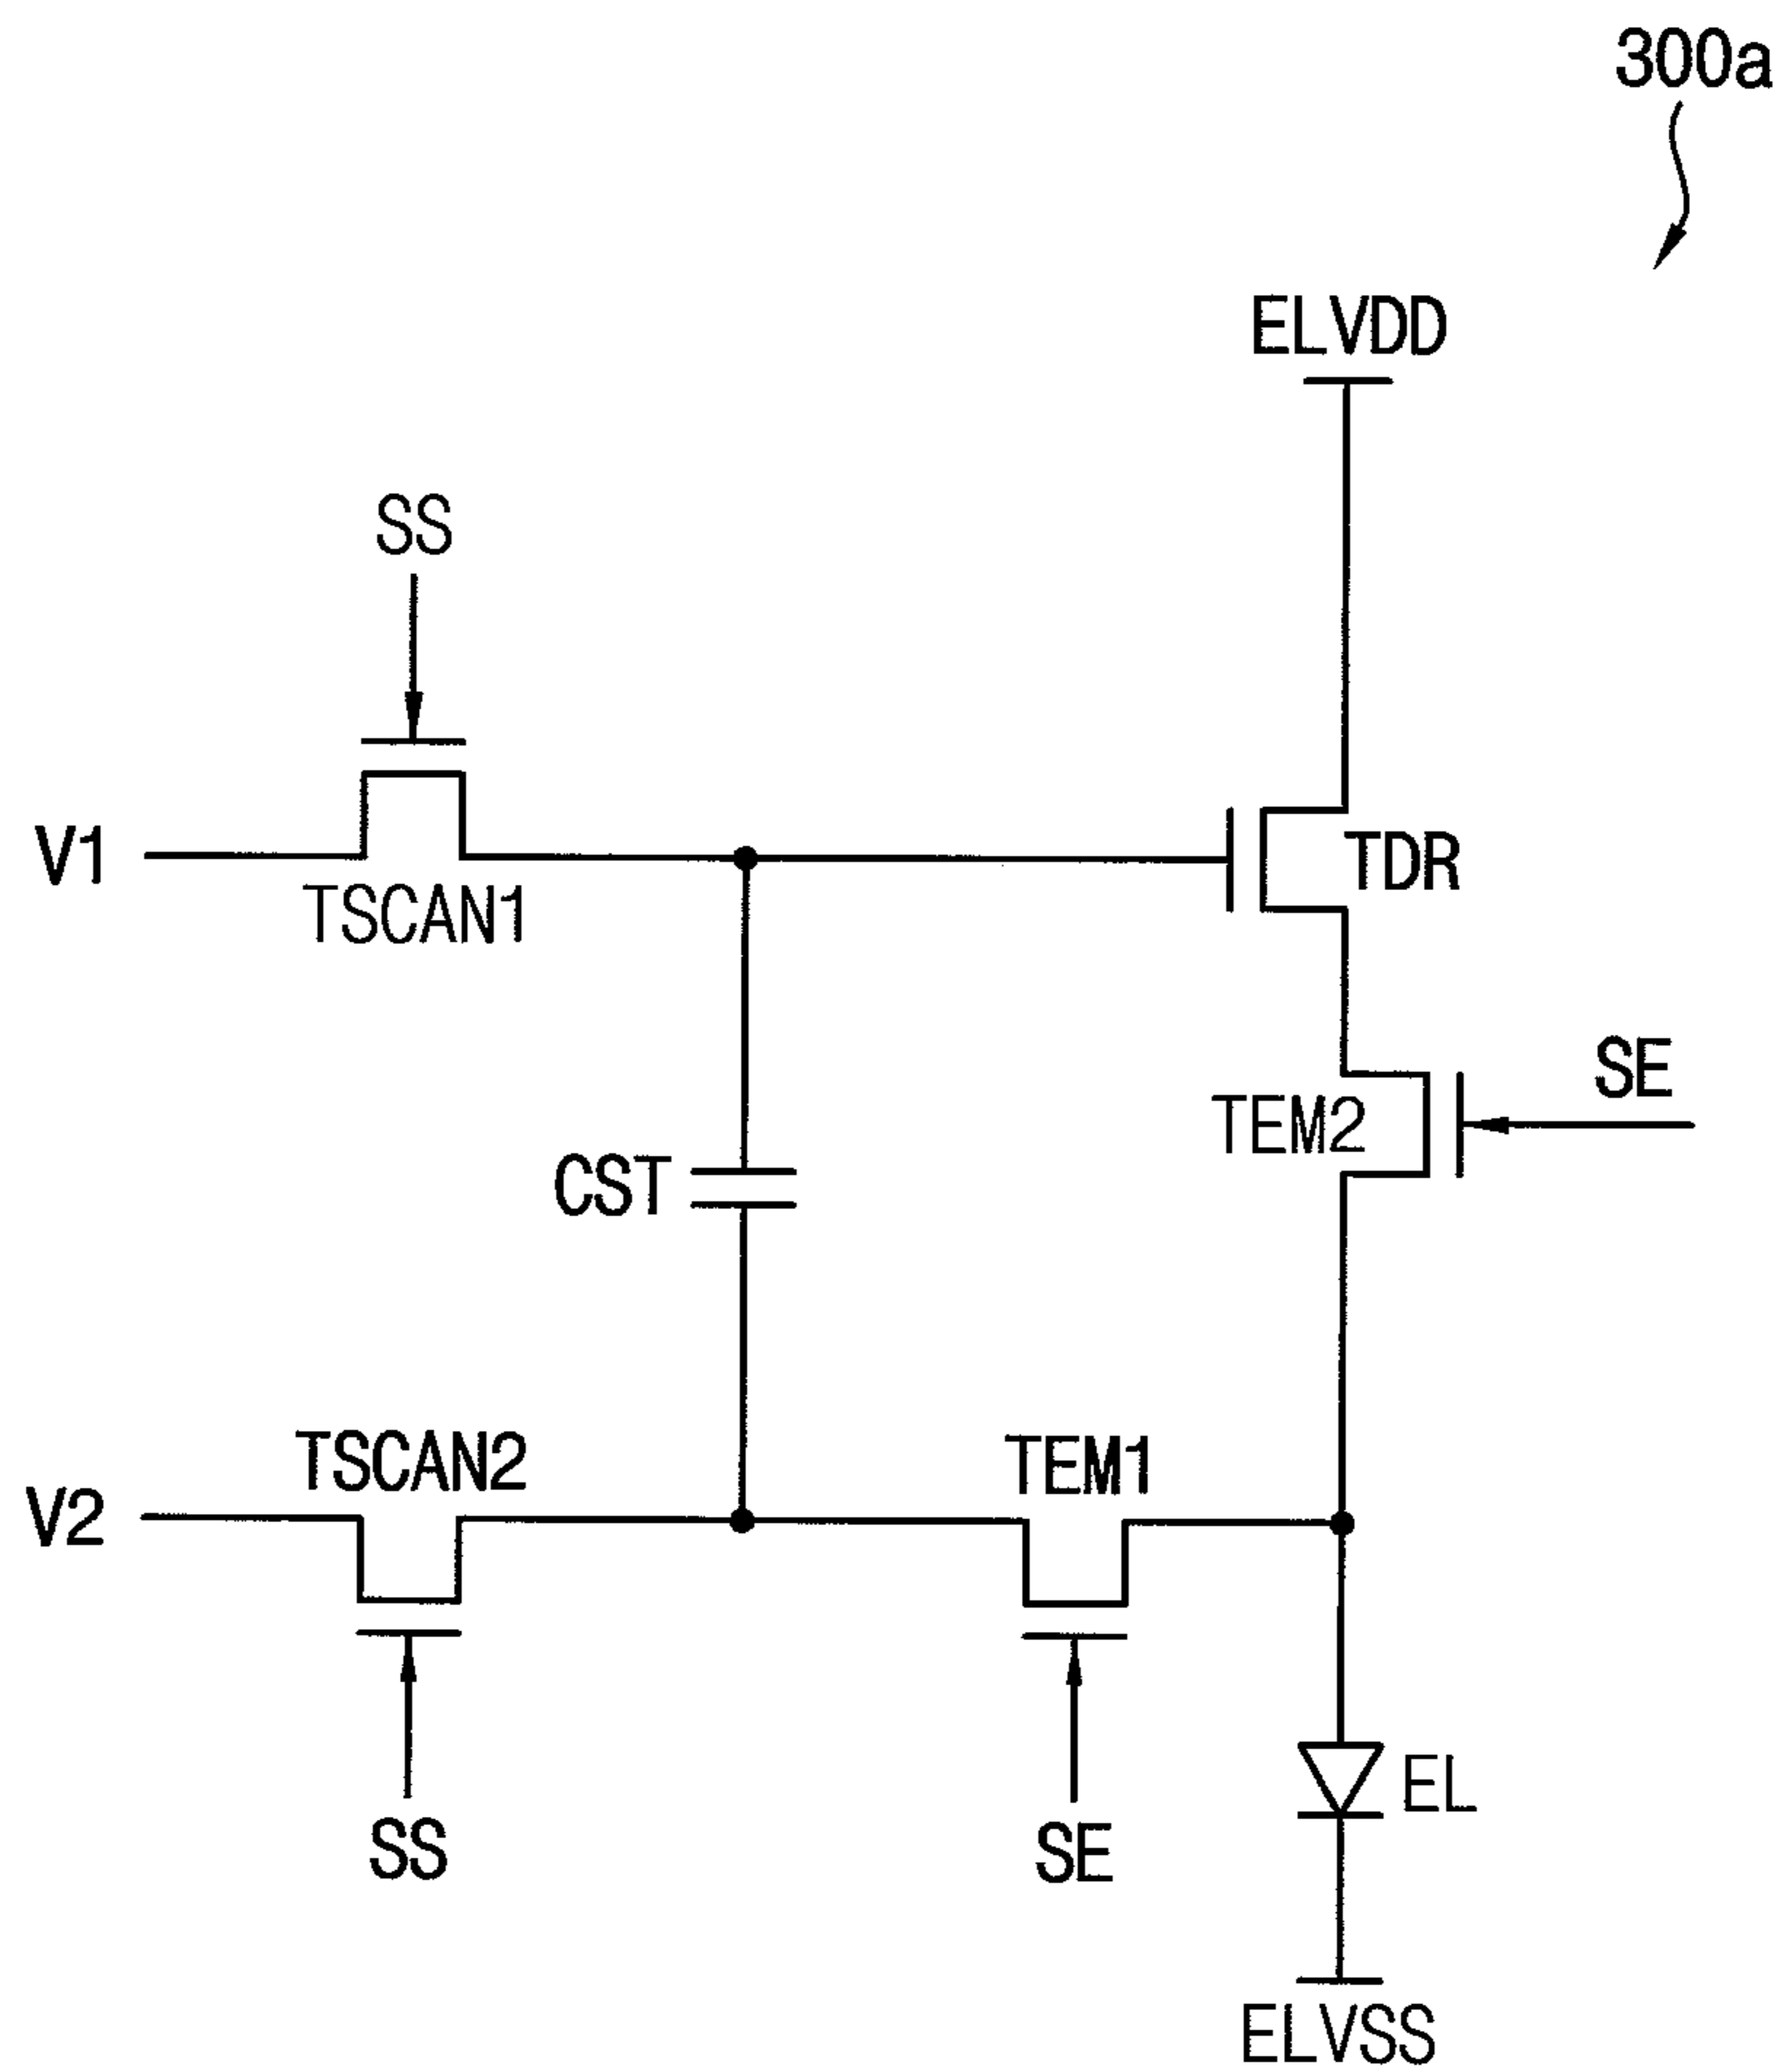 300a
ELVDD
SS
V1
TSCAN1
TDR
SE
TEM2
CST
TSCAN2
TEM1
V2
EL
SS
SE
ELVSS